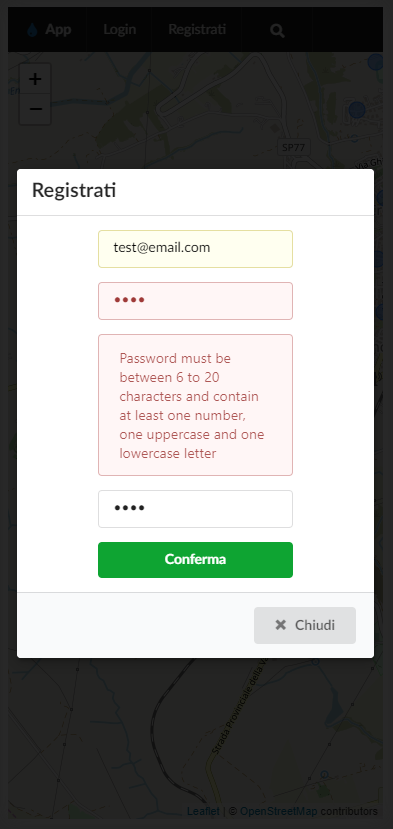 App Login Registrati
+
−
SP77
Registrati
test@email.com
••••
Password must be
between 6 to 20
characters and contain
at least one number,
one uppercase and one
lowercase letter
••••
Conferma
✖ Chiudi
Strada Provinciale della
Leaflet | © OpenStreetMap contributors